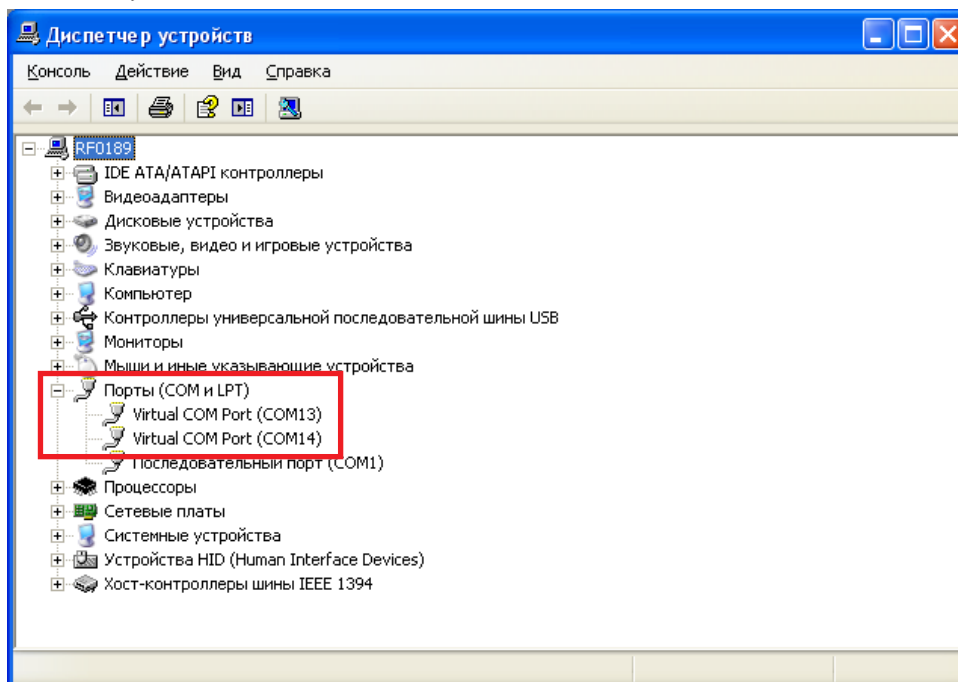 Диспетчер устройств
Консоль Действие Вид Справка
RF0189
IDE ATA/ATAPI контроллеры
Видеоадаптеры
Дисковые устройства
Звуковые, видео и игровые устройства
Клавиатуры
Компьютер
Контроллеры универсальной последовательной шины USB
Мониторы
Мыши и иные указывающие устройства
Порты (COM и LPT)
Virtual COM Port (COM13)
Virtual COM Port (COM14)
Последовательный порт (COM1)
Процессоры
Сетевые платы
Системные устройства
Устройства HID (Human Interface Devices)
Хост-контроллеры шины IEEE 1394